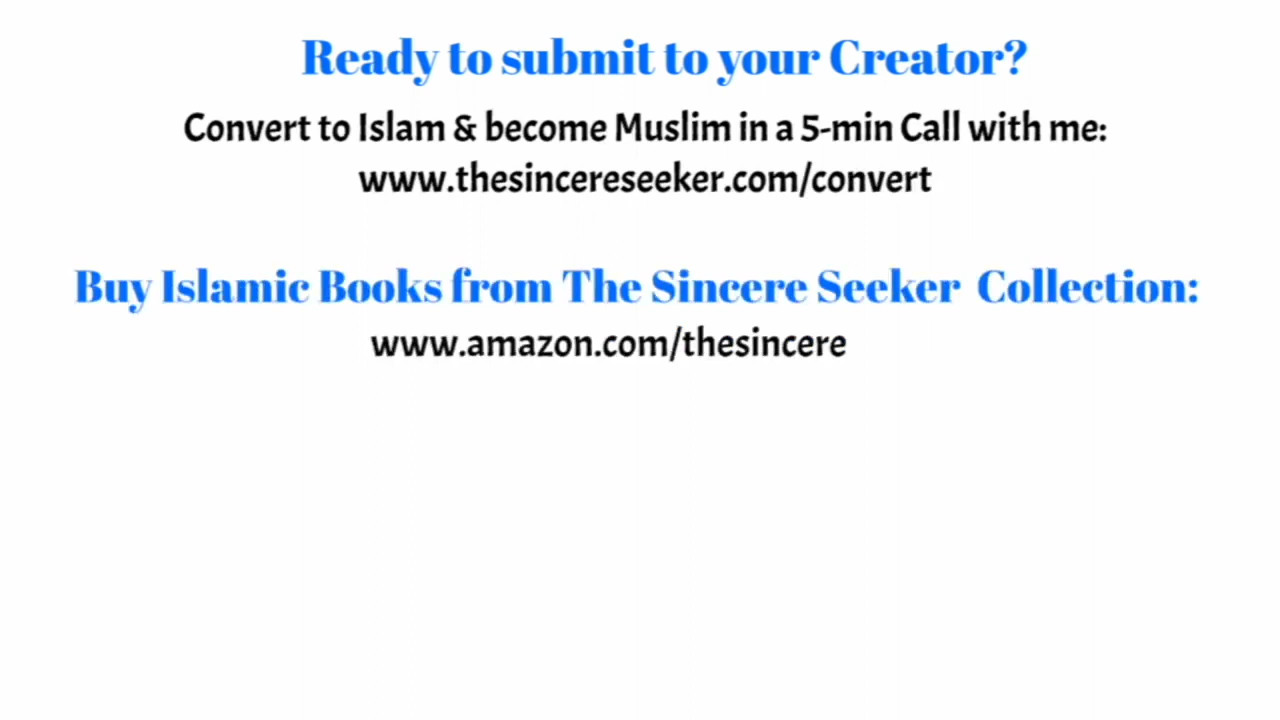 Ready to submit to your Creator?
Convert to Islam & become Muslim in a 5-min Call with me:
www.thesincereseeker.com/convert
Buy Islamic Books from The Sincere Seeker Collection:
www.amazon.com/thesincere